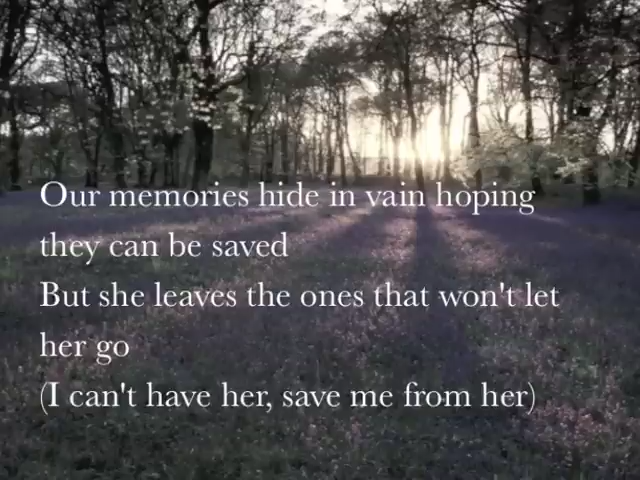 Our memories hide in vain hoping
they can be saved
But she leaves the ones that won't let
her go
(I can't have her, save me from her)